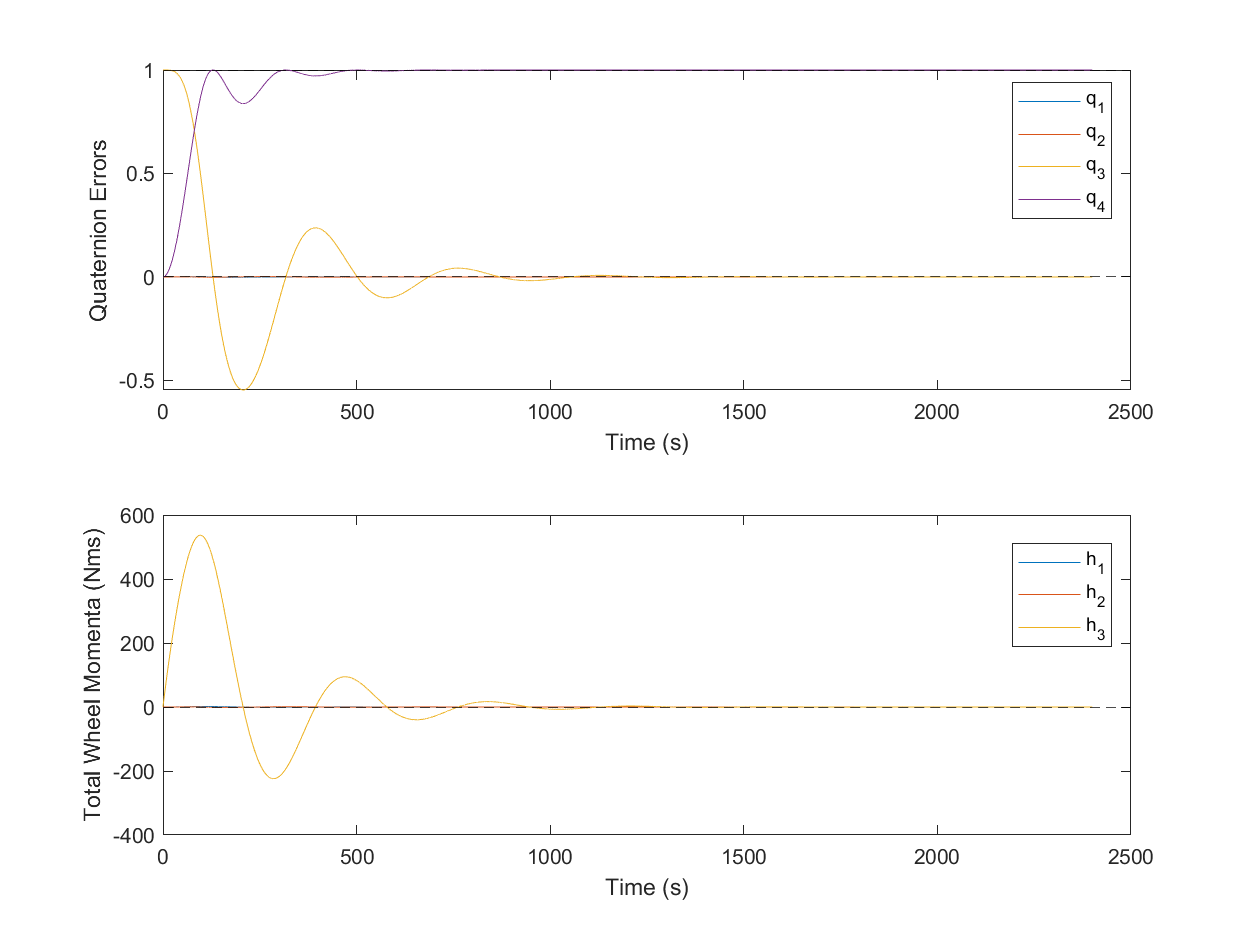 1
0.5
0
-0.5
Quaternion Errors
q1
q2
q3
q4
0 500 1000 1500 2000 2500
Time (s)
600
400
200
0
-200
-400
Total Wheel Momenta (Nms)
h1
h2
h3
0 500 1000 1500 2000 2500
Time (s)